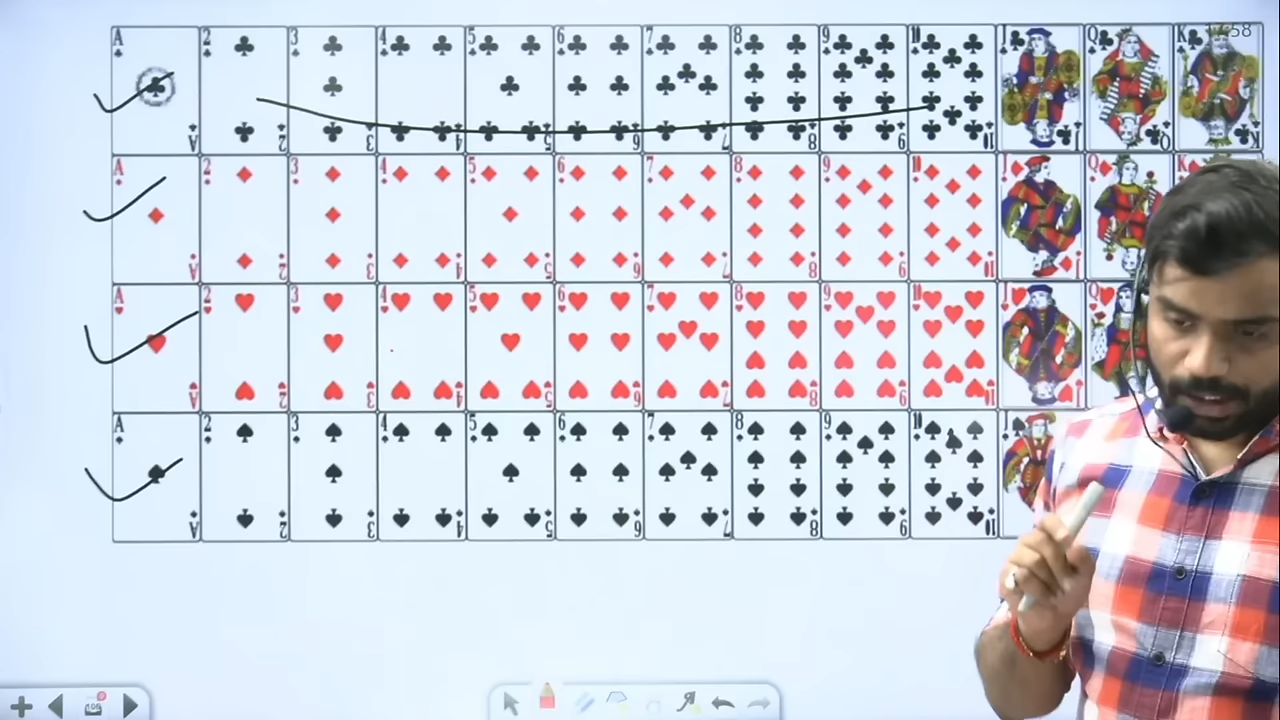 A 2 3 4 5 6 7 8 9 10 J Q K
A 2 3 4 5 6 7 8 9 10 J Q K
A 2 3 4 5 6 7 8 9 10 J Q
A 2 3 4 5 6 7 8 9 10 J